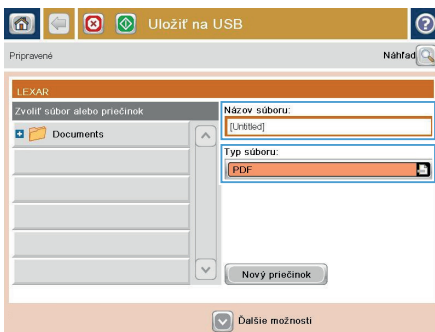 Uložiť na USB
Pripravené
Náhľad
LEXAR
Zvoliť súbor alebo priečinok
Documents
Názov súboru:
[Untitled]
Typ súboru:
PDF
Nový priečinok
Ďalšie možnosti